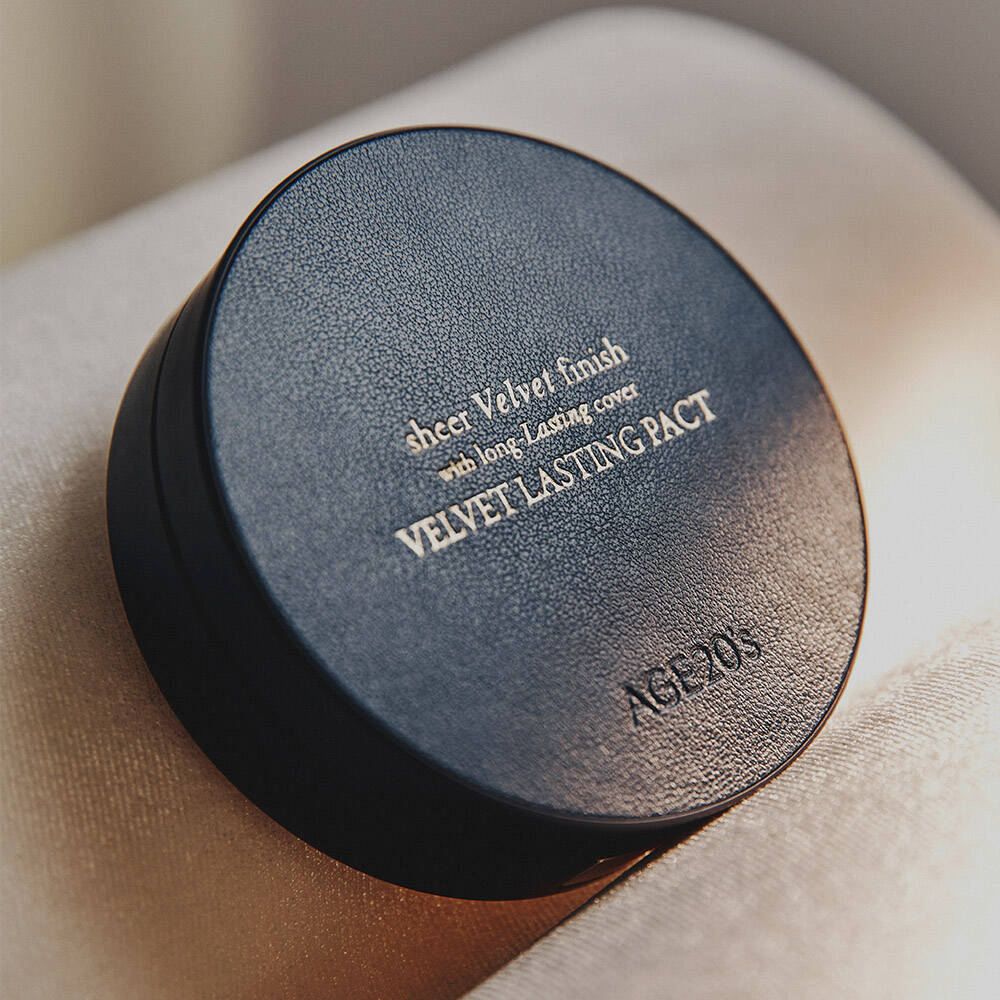 sheer Velvet finish
with long-Lasting cover
VELVET LASTING PACT
AGE20's